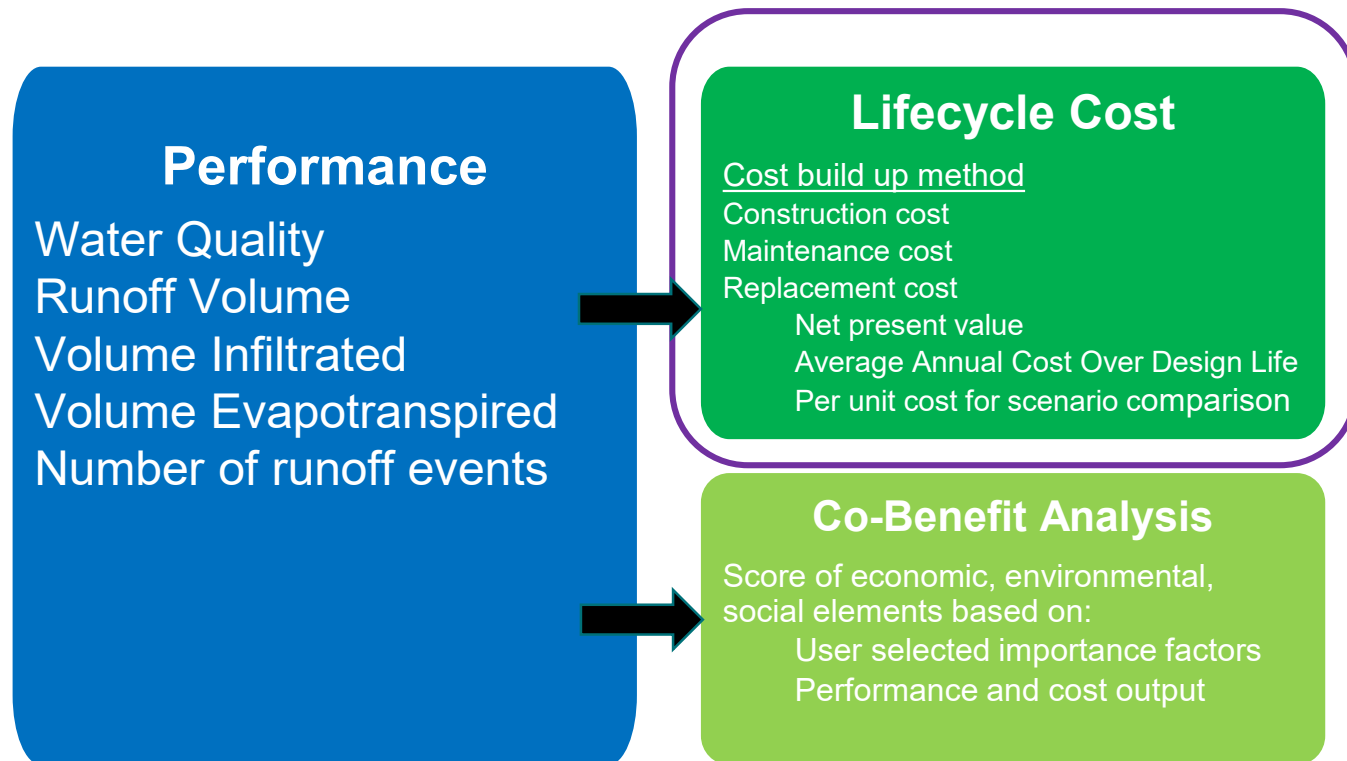 Performance
Water Quality
Runoff Volume
Volume Infiltrated
Volume Evapotranspired
Number of runoff events
Lifecycle Cost
Cost build up method
Construction cost
Maintenance cost
Replacement cost
Net present value
Average Annual Cost Over Design Life
Per unit cost for scenario comparison
Co-Benefit Analysis
Score of economic, environmental,
social elements based on:
User selected importance factors
Performance and cost output